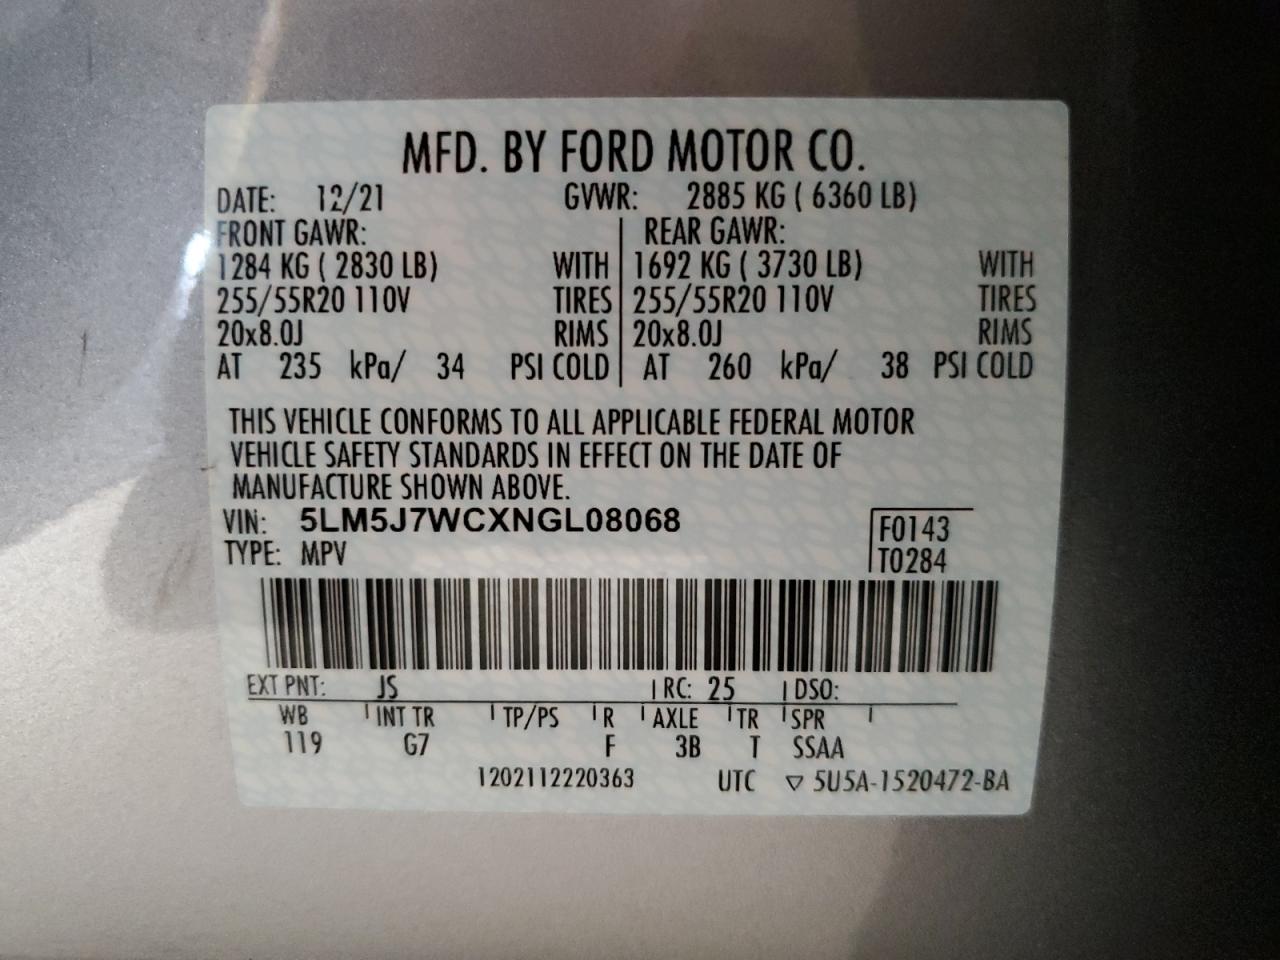 MFD. BY FORD MOTOR CO.
DATE: 12/21 GVWR: 2885 KG ( 6360 LB)
FRONT GAWR: REAR GAWR:
1284 KG ( 2830 LB) WITH 1692 KG ( 3730 LB) WITH
255/55R20 110V TIRES 255/55R20 110V TIRES
20x8.0J RIMS 20x8.0J RIMS
AT 235 kPa/ 34 PSI COLD AT 260 kPa/ 38 PSI COLD
THIS VEHICLE CONFORMS TO ALL APPLICABLE FEDERAL MOTOR
VEHICLE SAFETY STANDARDS IN EFFECT ON THE DATE OF
MANUFACTURE SHOWN ABOVE.
VIN: 5LM5J7WCXNGL08068 F0143
TYPE: MPV T0284
EXT PNT: JS RC: 25 DSO:
WB INT TR TP/PS R AXLE TR SPR
119 G7 F 3B T SSAA
1202112220363 UTC ▽ 5U5A-1520472-BA